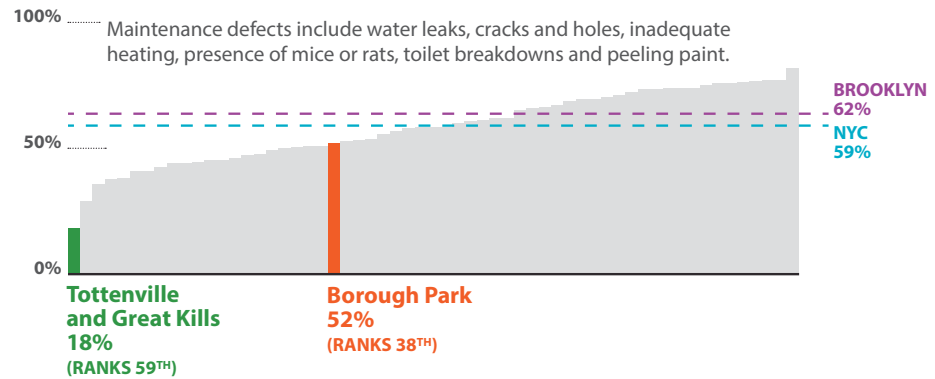 100%
Maintenance defects include water leaks, cracks and holes, inadequate
heating, presence of mice or rats, toilet breakdowns and peeling paint.
BROOKLYN
62%
NYC
59%
50%
0%
Tottenville
and Great Kills
18%
(RANKS 59TH)
Borough Park
52%
(RANKS 38TH)